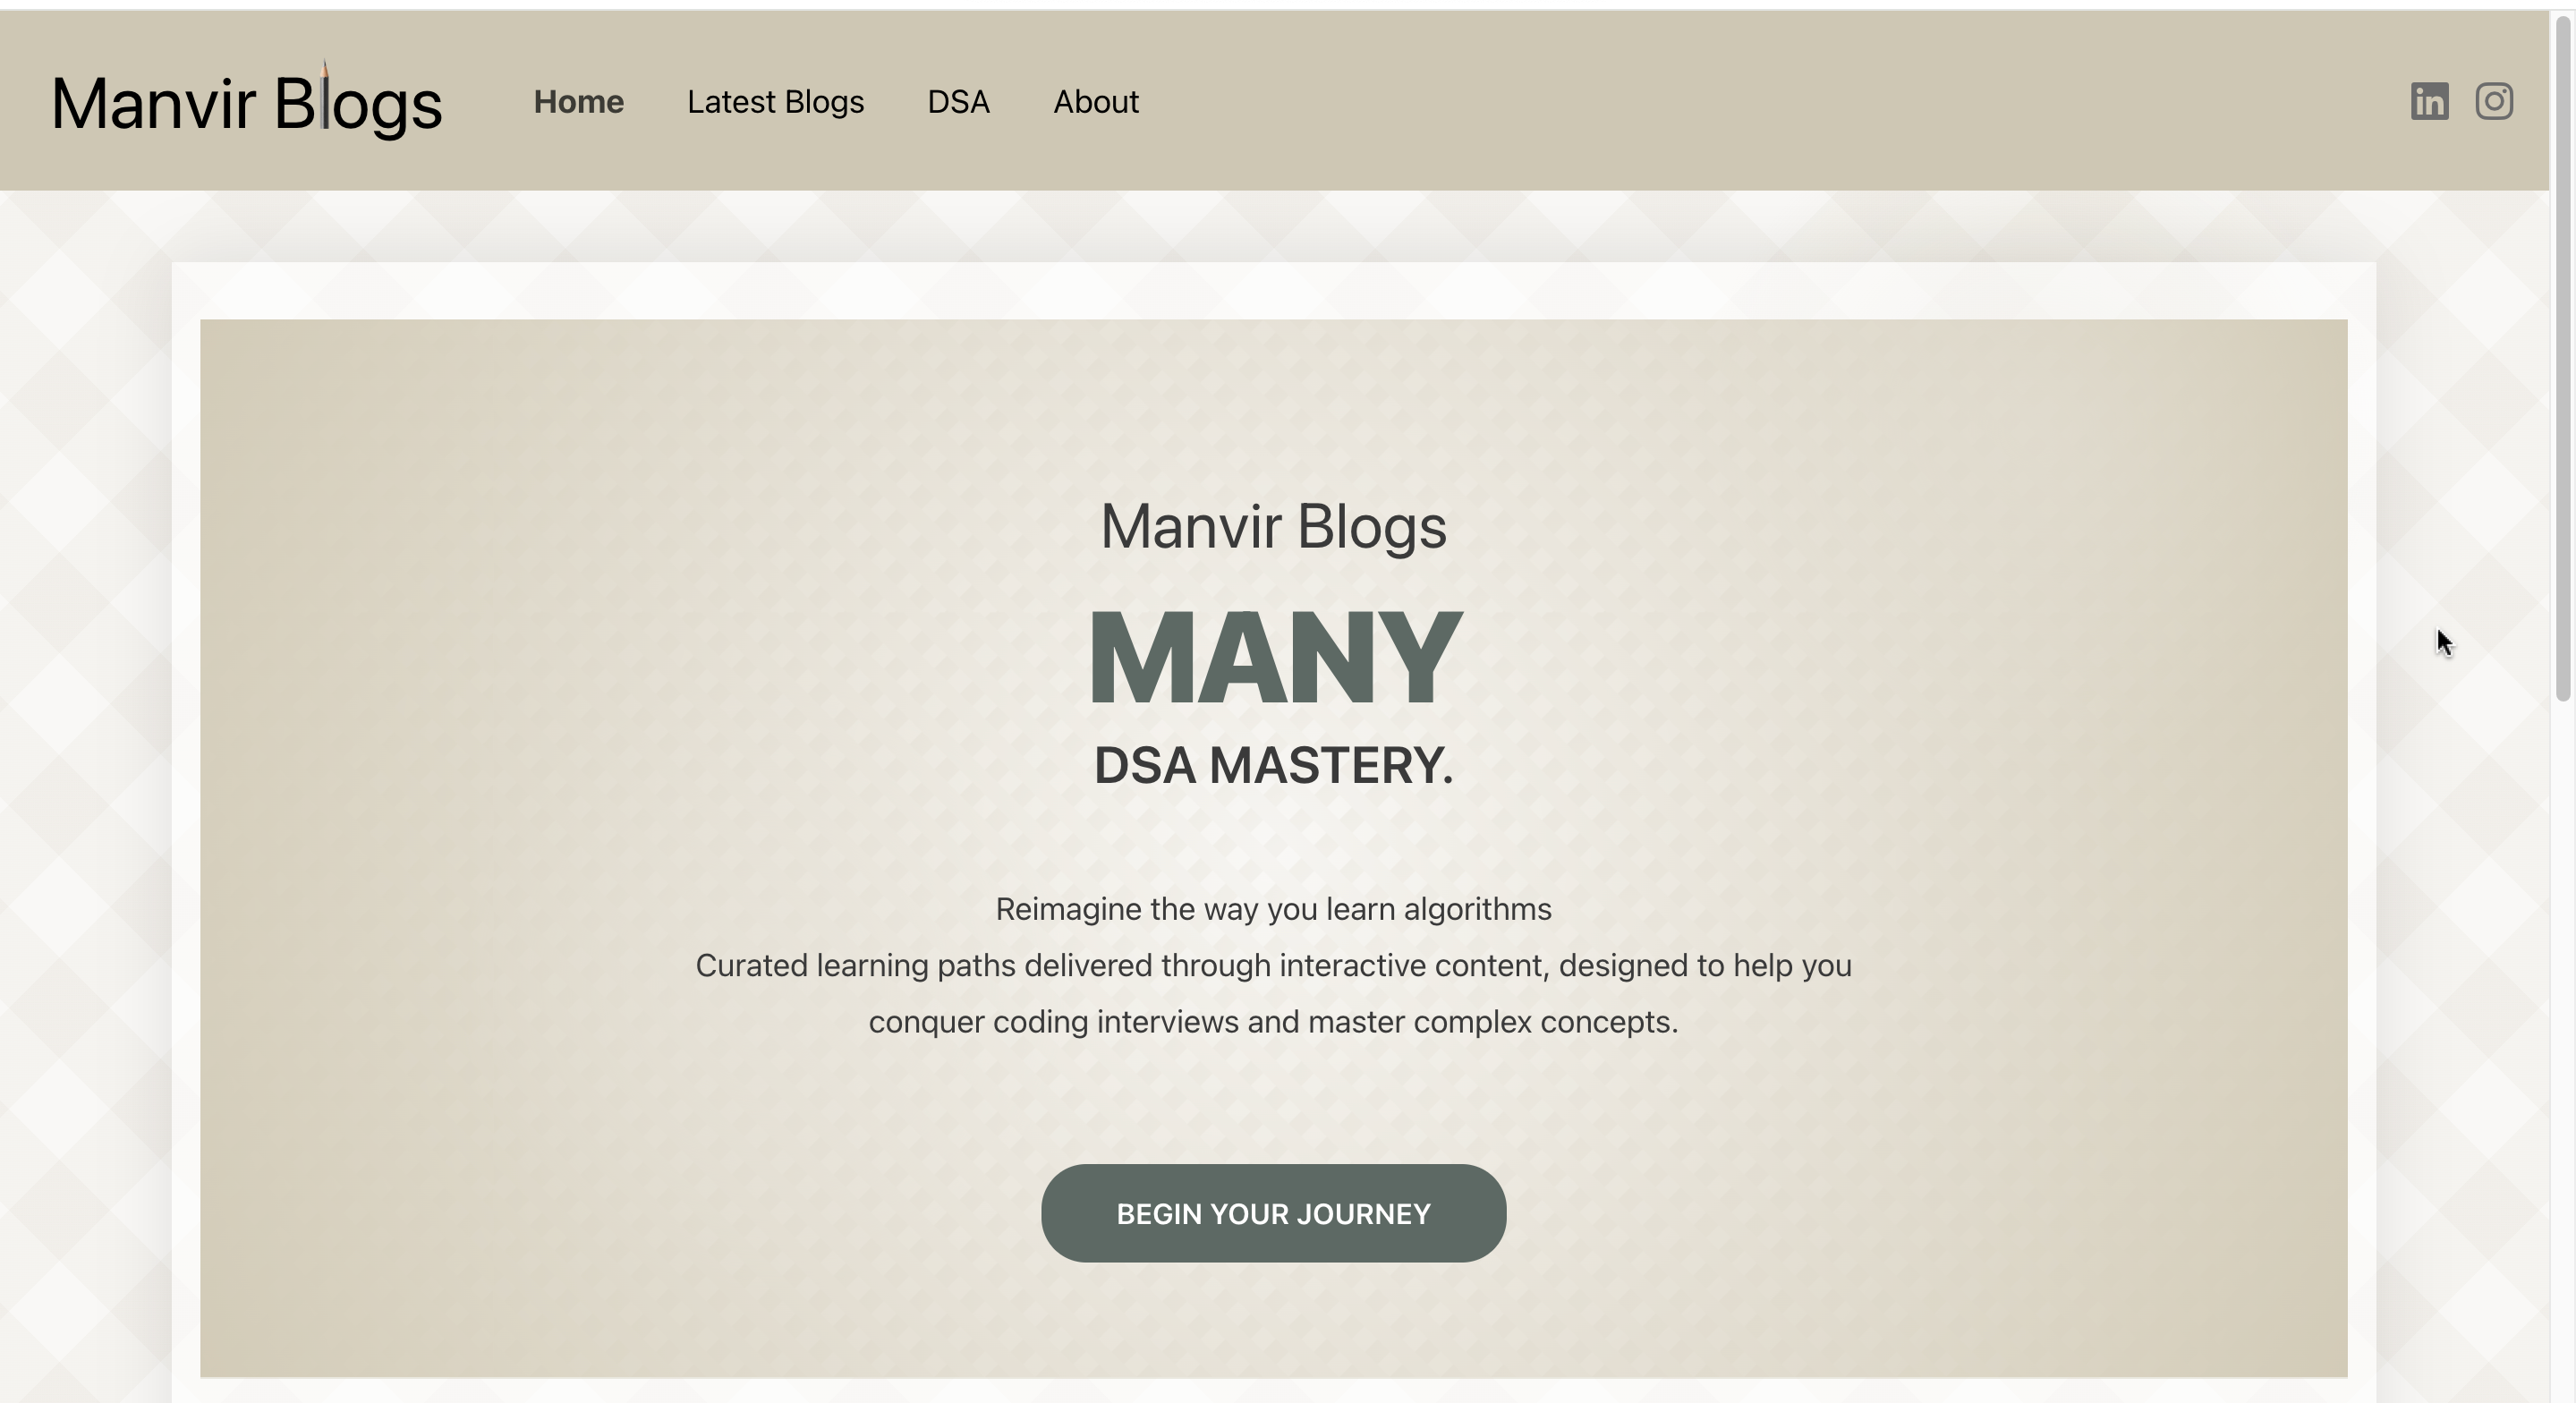 Manvir Blogs
Home Latest Blogs DSA About
Manvir Blogs
MANY
DSA MASTERY.
Reimagine the way you learn algorithms
Curated learning paths delivered through interactive content, designed to help you
conquer coding interviews and master complex concepts.
BEGIN YOUR JOURNEY